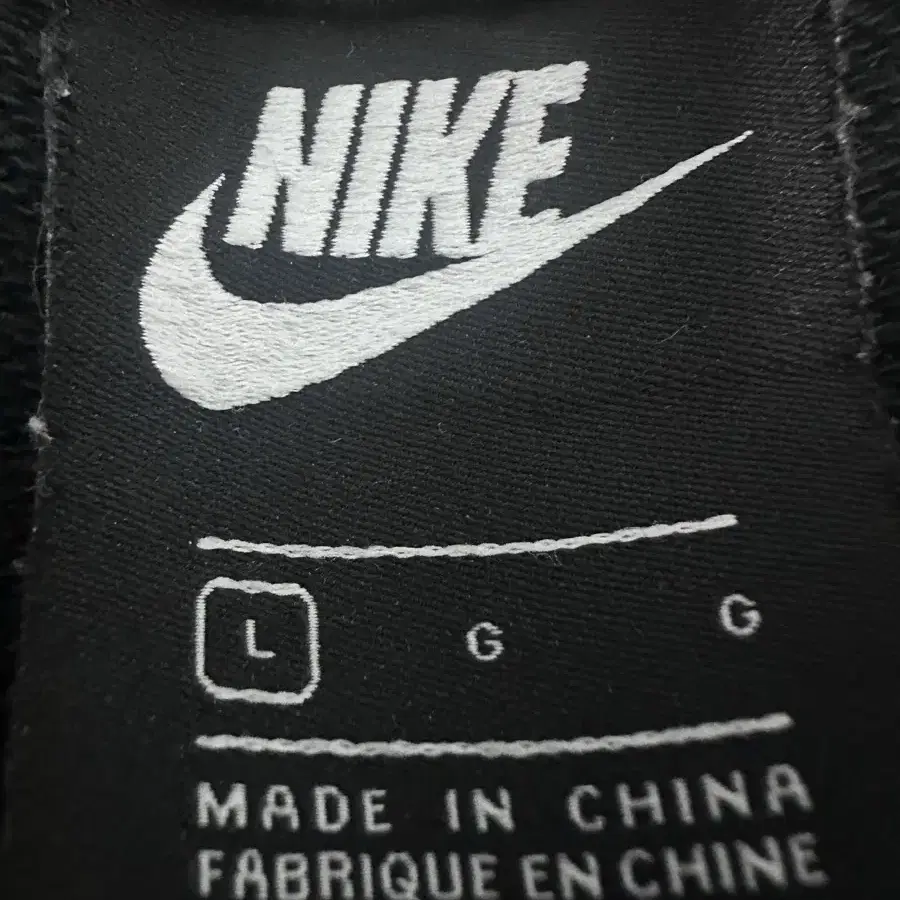 NIKE
L G G
MADE IN CHINA
FABRIQUE EN CHINE